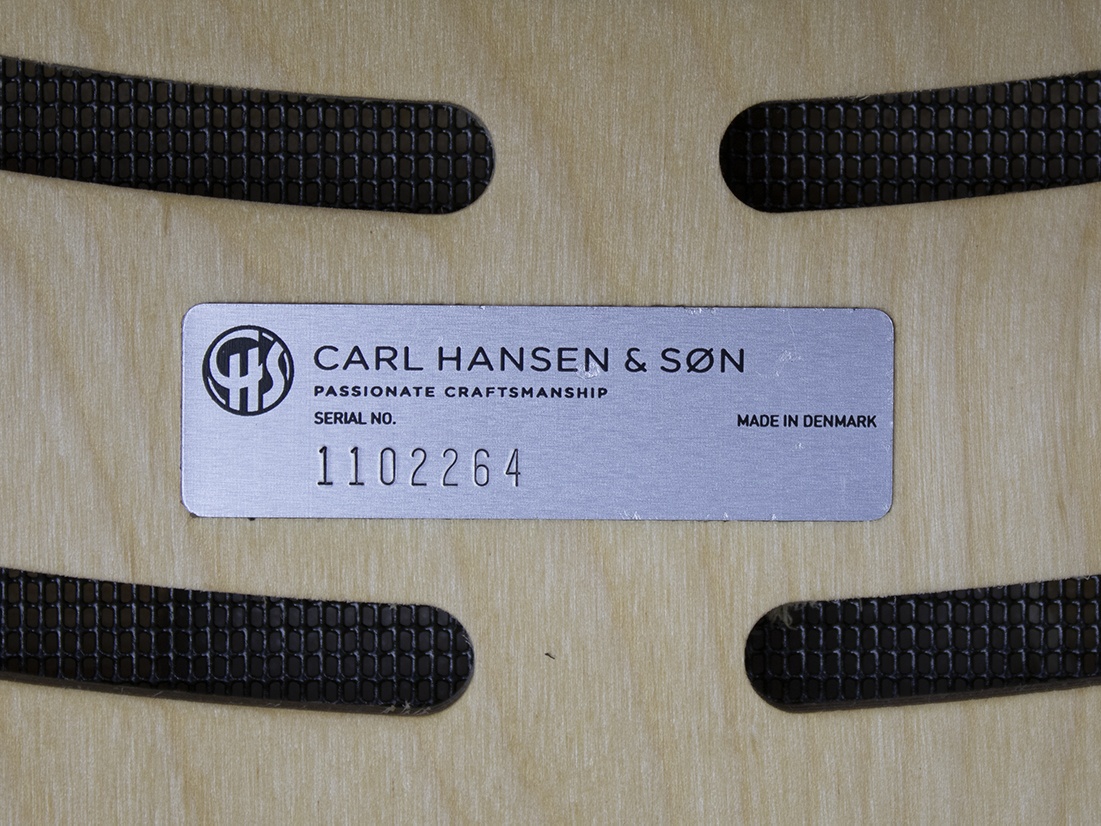 CHS
CARL HANSEN & SØN
PASSIONATE CRAFTSMANSHIP
SERIAL NO. MADE IN DENMARK
1102264